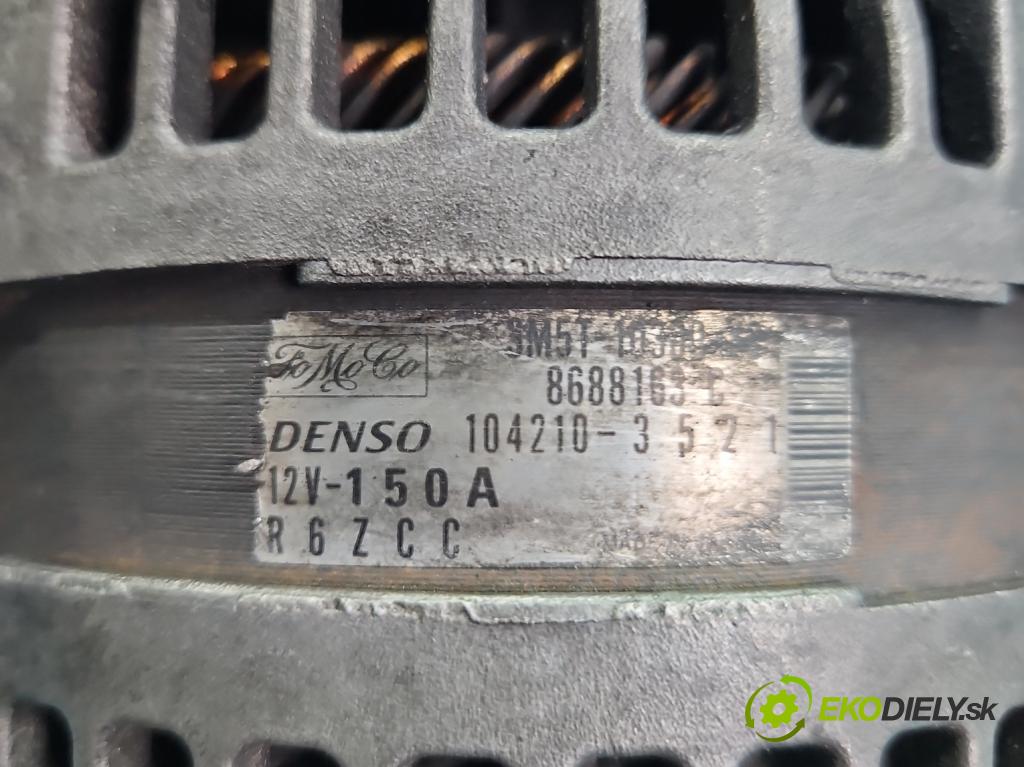 FoMoCo
8688163 C
DENSO 104210-3521
12V-150A
R6ZCC
EKODIELY.sk